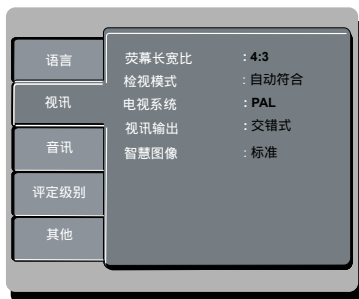 语言
视讯
音讯
评定级别
其他
荧幕长宽比 : 4:3
检视模式 : 自动符合
电视系统 : PAL
视讯输出 : 交错式
智慧图像 : 标准